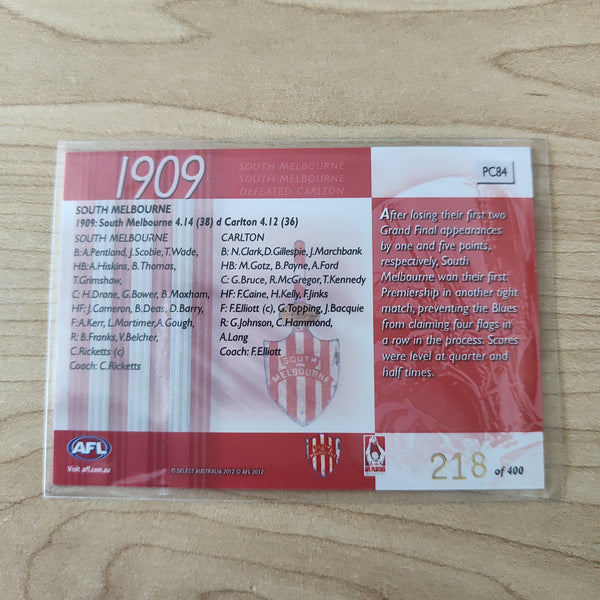 1909
SOUTH MELBOURNE
SOUTH MELBOURNE
DEFEATED CARLTON
PC84
SOUTH MELBOURNE
1909: South Melbourne 4.14 (38) d Carlton 4.12 (36)
SOUTH MELBOURNE
B: A.Pentland, J.Scobie, T.Wade,
HB: A.Hiskins, B.Thomas,
T.Grimshaw,
C: H.Drane, G.Bower, B.Moxham,
HF: J.Cameron, B.Deas, D.Barry,
F: A.Kerr, L.Mortimer, A.Gough,
R: B.Franks, V.Belcher,
C.Ricketts (c)
Coach: C.Ricketts
CARLTON
B: N.Clark, D.Gillespie, J.Marchbank
HB: M.Gotz, B.Payne, A.Ford
C: G.Bruce, R.McGregor, T.Kennedy
HF: F.Caine, H.Kelly, F.Jinks
F: F.Elliott (c), G.Topping, J.Bacquie
R: G.Johnson, C.Hammond,
A.Lang
Coach: F.Elliott
After losing their first two
Grand Final appearances
by one and five points,
respectively, South
Melbourne won their first
Premiership in another tight
match, preventing the Blues
from claiming four flags in
a row in the process. Scores
were level at quarter and
half times.
SOUTH
MELBOURNE
AFL
Visit afl.com.au
© SELECT AUSTRALIA 2012 © AFL 2012
AFL PLAYERS
218 of 400